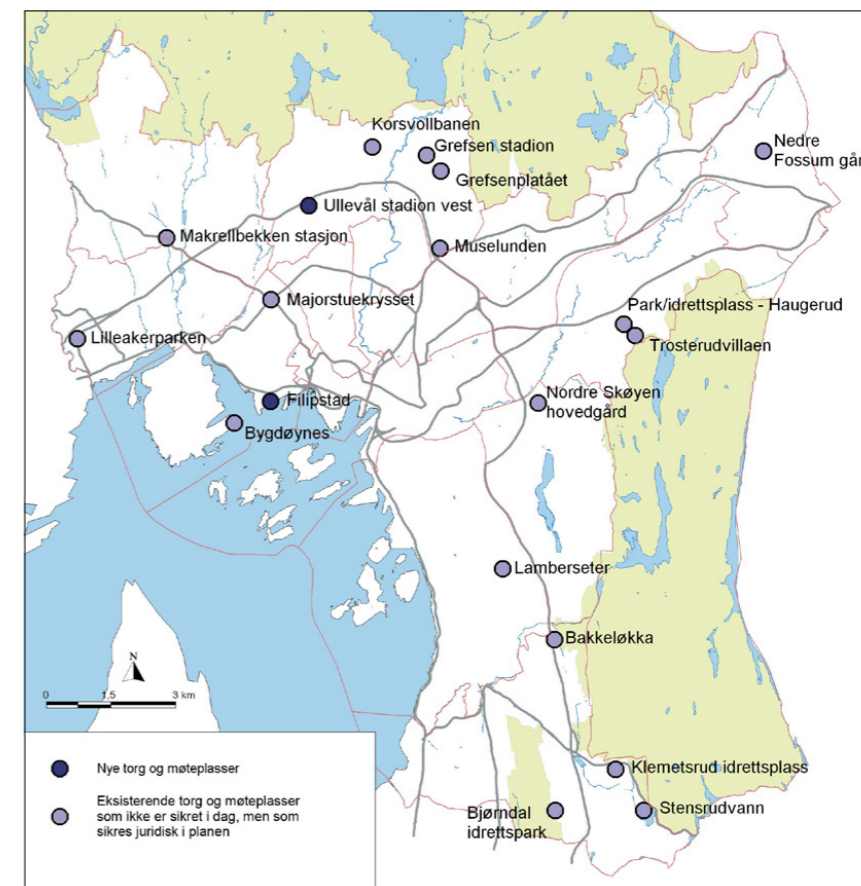 Korsvollbanen
Grefsen stadion
Grefsenplatået
Nedre
Fossum går
Ullevål stadion vest
Makrellbekken stasjon
Muselunden
Majorstuekrysset
Park/idrettsplass - Haugerud
Lilleakerparken
Trosterudvillaen
Filipstad
Nordre Skøyen
hovedgård
Bygdøynes
Lamberseter
Bakkeløkka
N
0 1,5 3 km
Klemetsrud idrettsplass
Nye torg og møteplasser
Eksisterende torg og møteplasser
som ikke er sikret i dag, men som
sikres juridisk i planen
Bjørndal
idrettspark
Stensrudvann